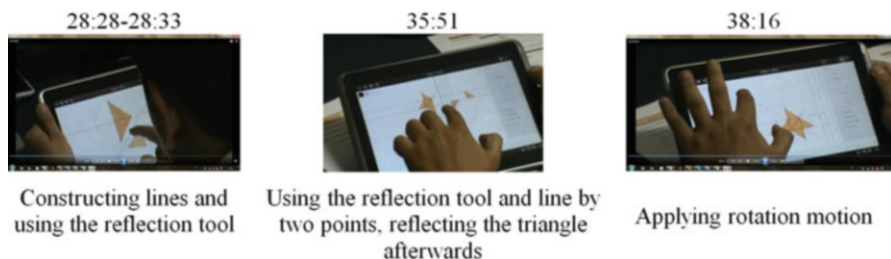 28:28-28:33
35:51
38:16
Constructing lines and
using the reflection tool
Using the reflection tool and line by
two points, reflecting the triangle
afterwards
Applying rotation motion